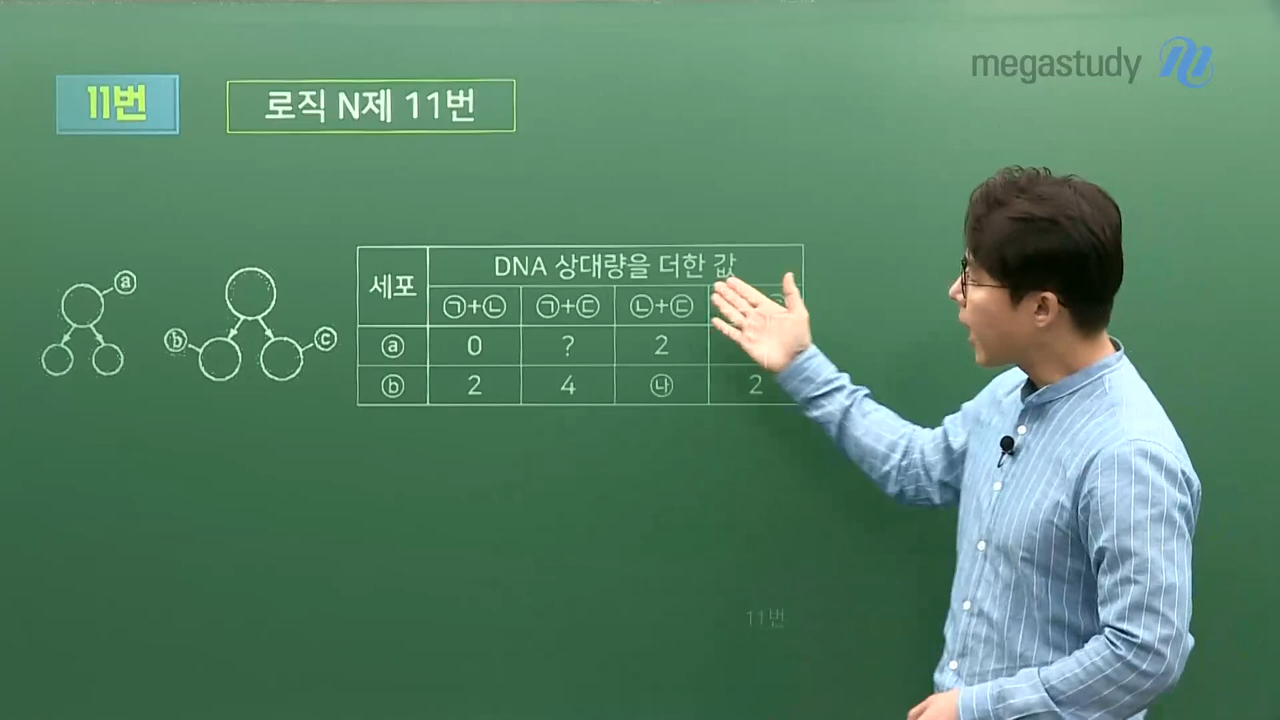 megastudy
11번
로직 N제 11번
ⓐ
ⓑ
ⓒ
세포
DNA 상대량을 더한 값
㉠+㉡
㉠+㉢
㉡+㉢
ⓐ
0
?
2
ⓑ
2
4
㉯
2
11번